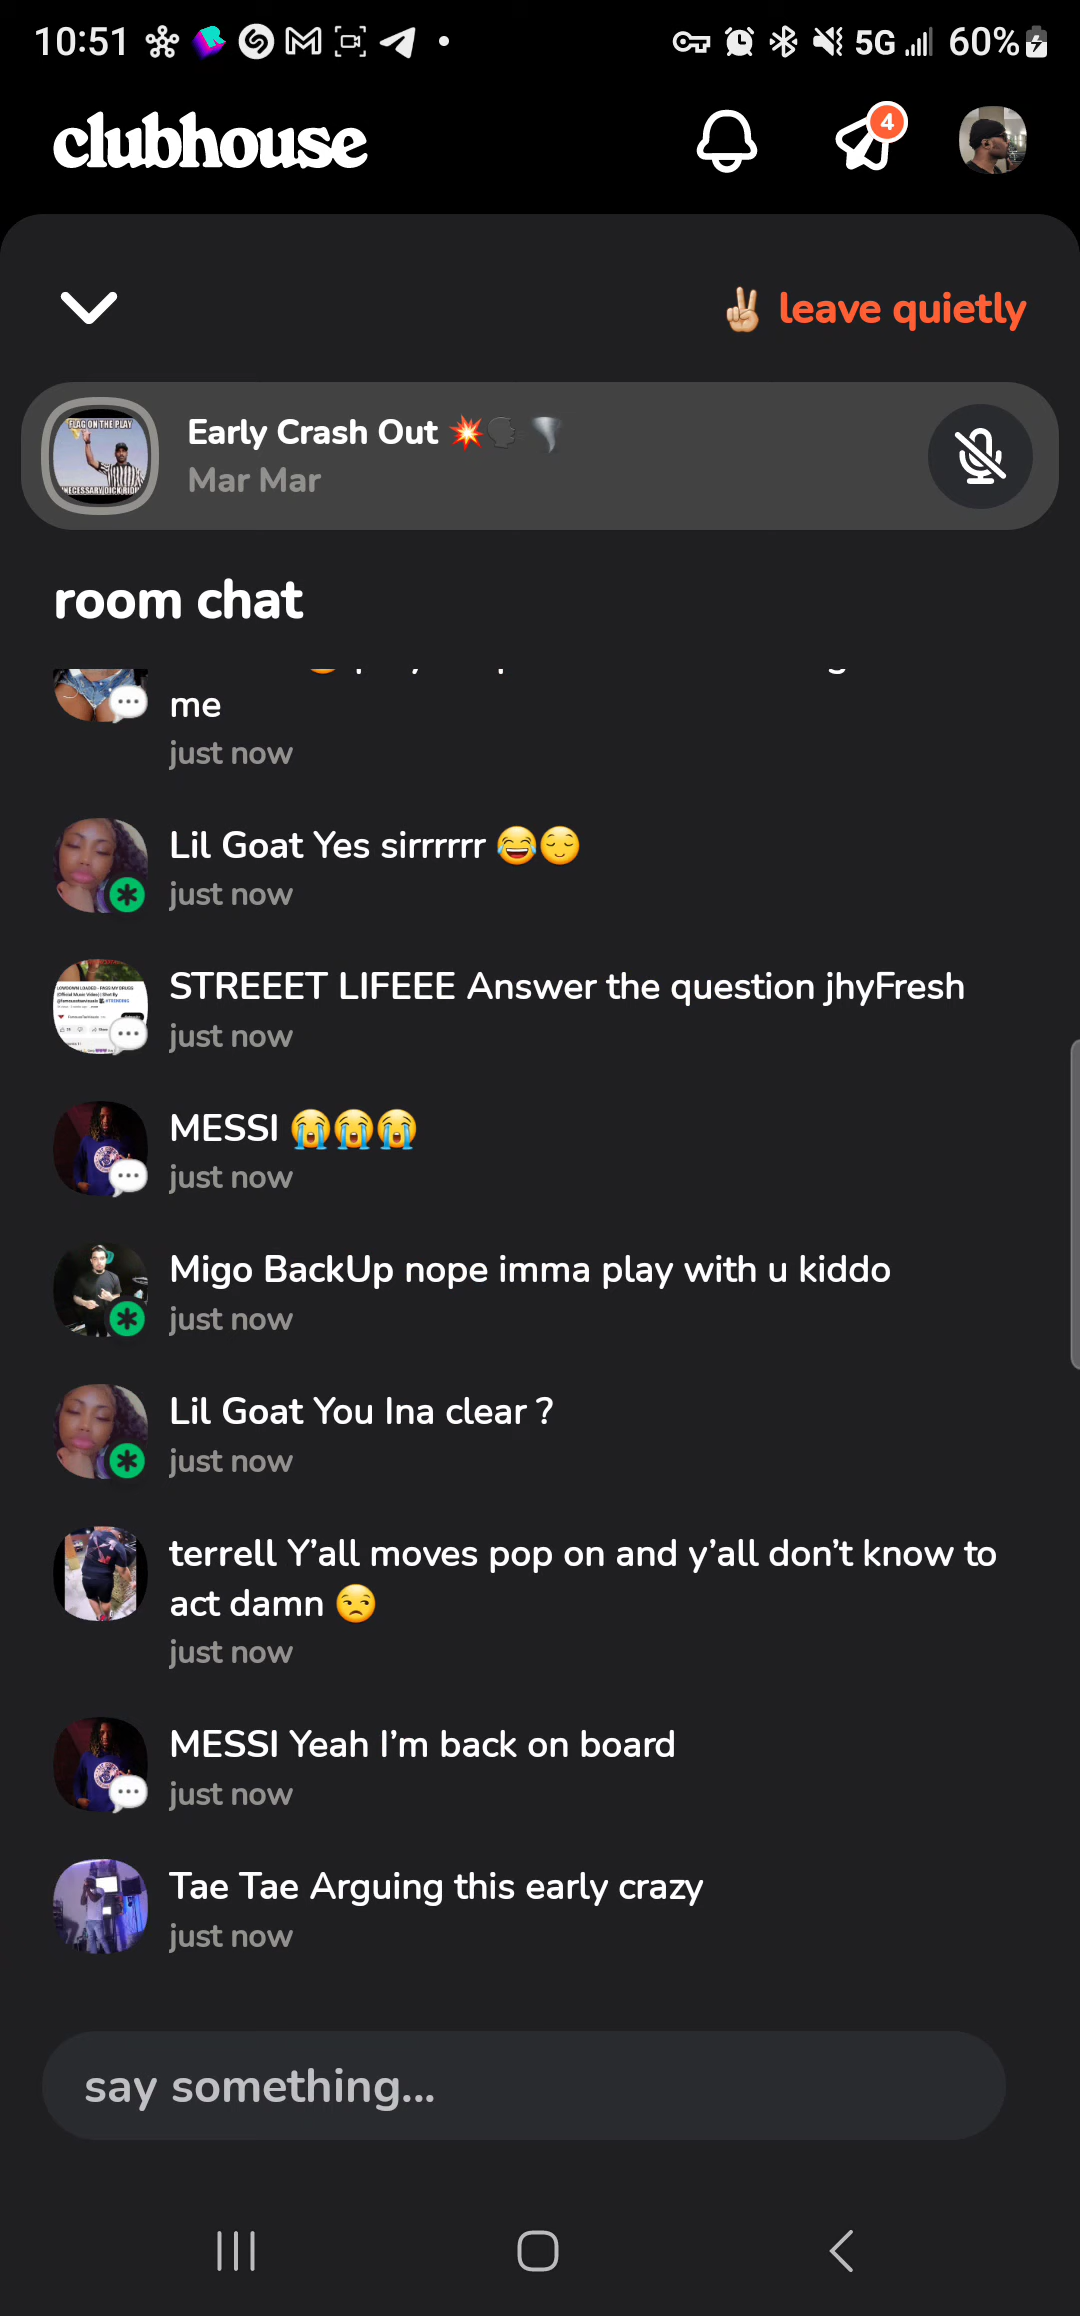 10:51 5G 60%
clubhouse 4
✌🏼 leave quietly
FLAG ON THE PLAY
Early Crash Out 💥🗣️🌪️
Mar Mar
room chat
me
just now
Lil Goat Yes sirrrrrr 😂😌
just now
STREEET LIFEEE Answer the question jhyFresh
just now
MESSI 😭😭😭
just now
Migo BackUp nope imma play with u kiddo
just now
Lil Goat You Ina clear ?
just now
terrell Y’all moves pop on and y’all don’t know to
act damn 😒
just now
MESSI Yeah I’m back on board
just now
Tae Tae Arguing this early crazy
just now
say something...